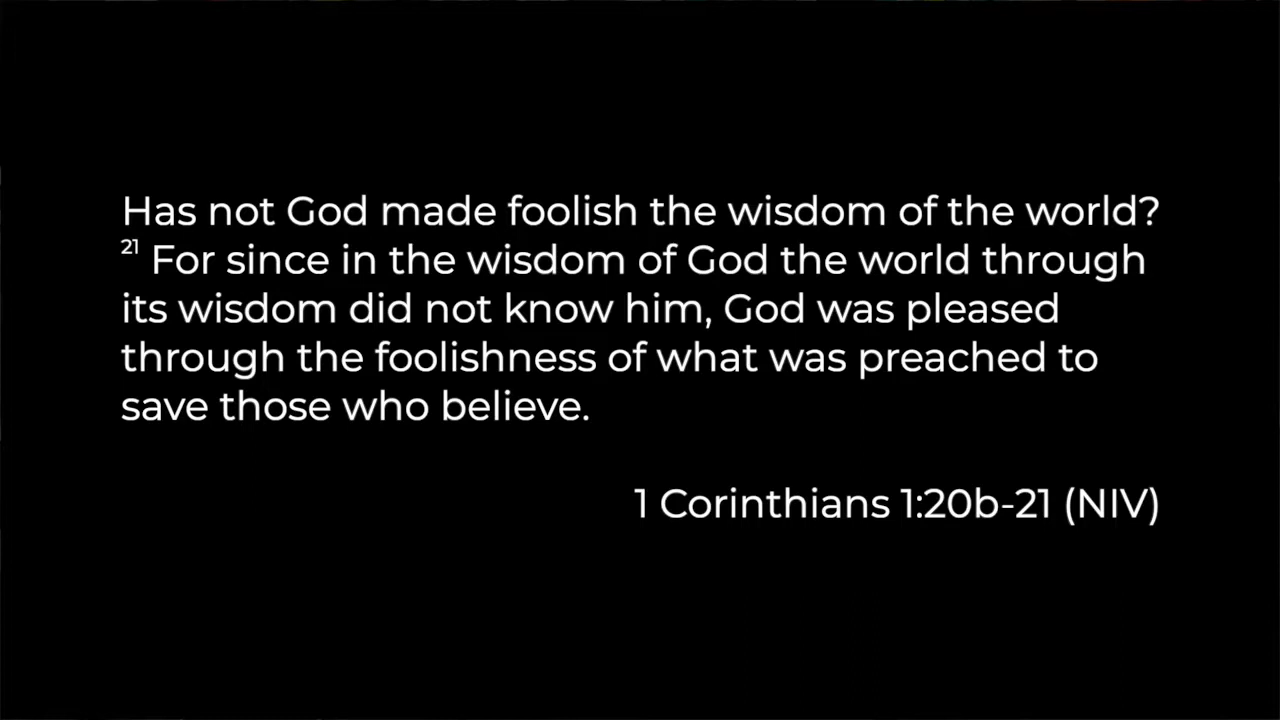 Has not God made foolish the wisdom of the world?
21 For since in the wisdom of God the world through
its wisdom did not know him, God was pleased
through the foolishness of what was preached to
save those who believe.
1 Corinthians 1:20b-21 (NIV)